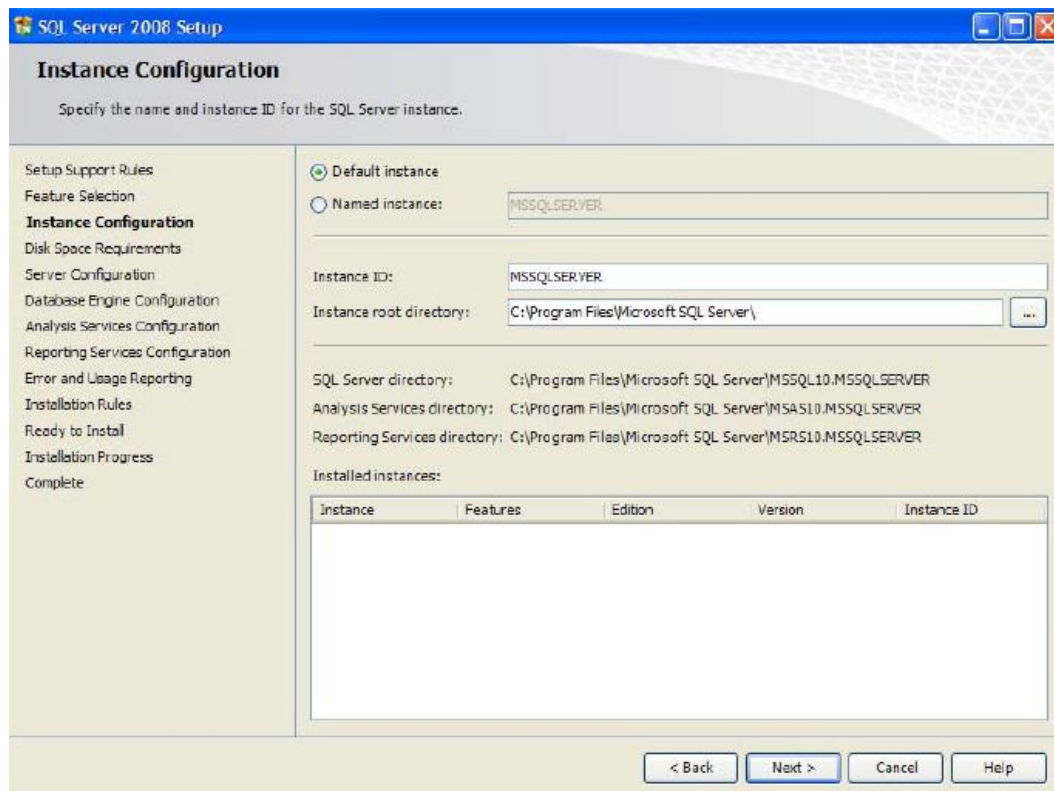 SQL Server 2008 Setup
Instance Configuration
Specify the name and instance ID for the SQL Server instance.
Setup Support Rules
Feature Selection
Instance Configuration
Disk Space Requirements
Server Configuration
Database Engine Configuration
Analysis Services Configuration
Reporting Services Configuration
Error and Usage Reporting
Installation Rules
Ready to Install
Installation Progress
Complete
Default instance
Named instance: MSSQLSERVER
Instance ID: MSSQLSERVER
Instance root directory: C:\Program Files\Microsoft SQL Server\ ...
SQL Server directory: C:\Program Files\Microsoft SQL Server\MSSQL10.MSSQLSERVER
Analysis Services directory: C:\Program Files\Microsoft SQL Server\MSAS10.MSSQLSERVER
Reporting Services directory: C:\Program Files\Microsoft SQL Server\MSRS10.MSSQLSERVER
Installed instances:
Instance Features Edition Version Instance ID
< Back Next > Cancel Help